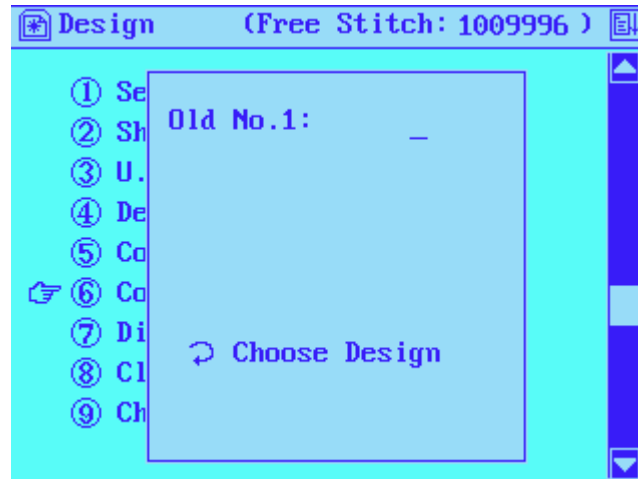 Design (Free Stitch: 1009996 )
① Se
② Sh
③ U.
④ De
⑤ Co
⑥ Co
⑦ Di
⑧ Cl
⑨ Ch
Old No.1: _
Choose Design